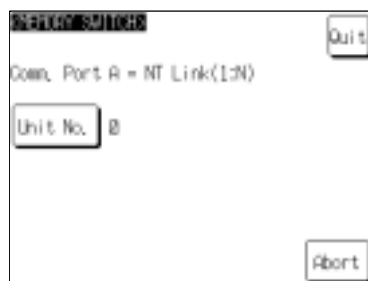 <MEMORY SWITCH>
Quit
Comm. Port A = NT Link(1:N)
Unit No. 0
Abort